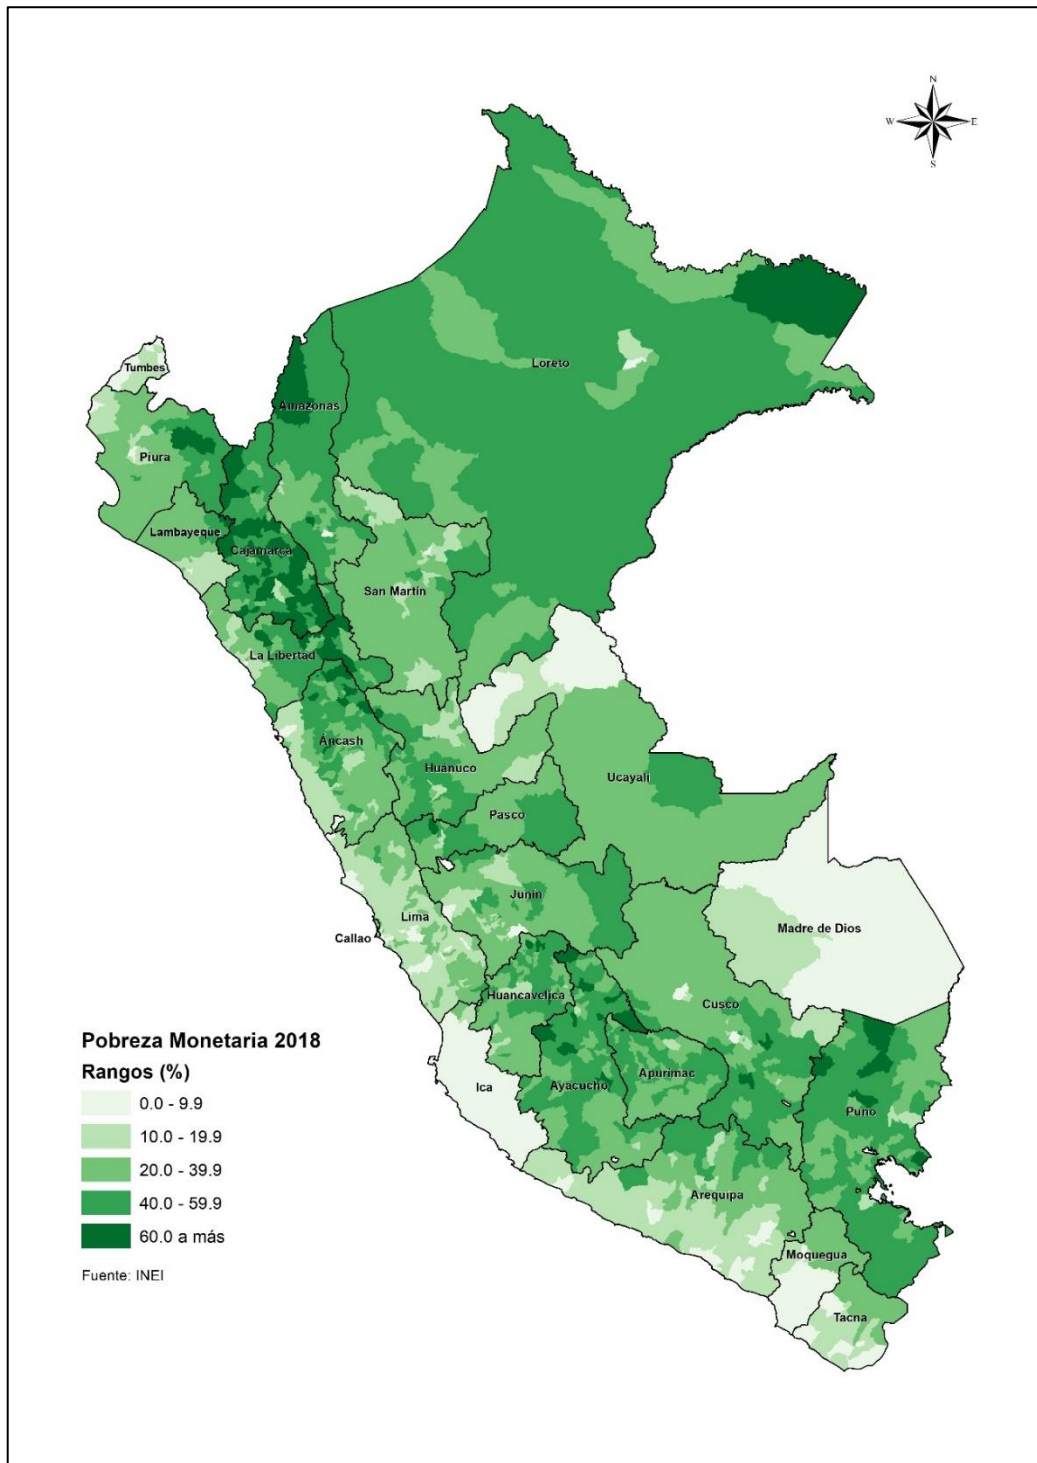 N
W E
S
Loreto
Tumbes
Amazonas
Piura
Lambayeque
Cajamarca
San Martín
La Libertad
Áncash
Huánuco
Ucayali
Pasco
Junín
Lima
Callao
Madre de Dios
Huancavelica
Cusco
Pobreza Monetaria 2018
Rangos (%)
0.0 - 9.9
10.0 - 19.9
20.0 - 39.9
40.0 - 59.9
60.0 a más
Fuente: INEI
Ica
Ayacucho
Apurímac
Puno
Arequipa
Moquegua
Tacna